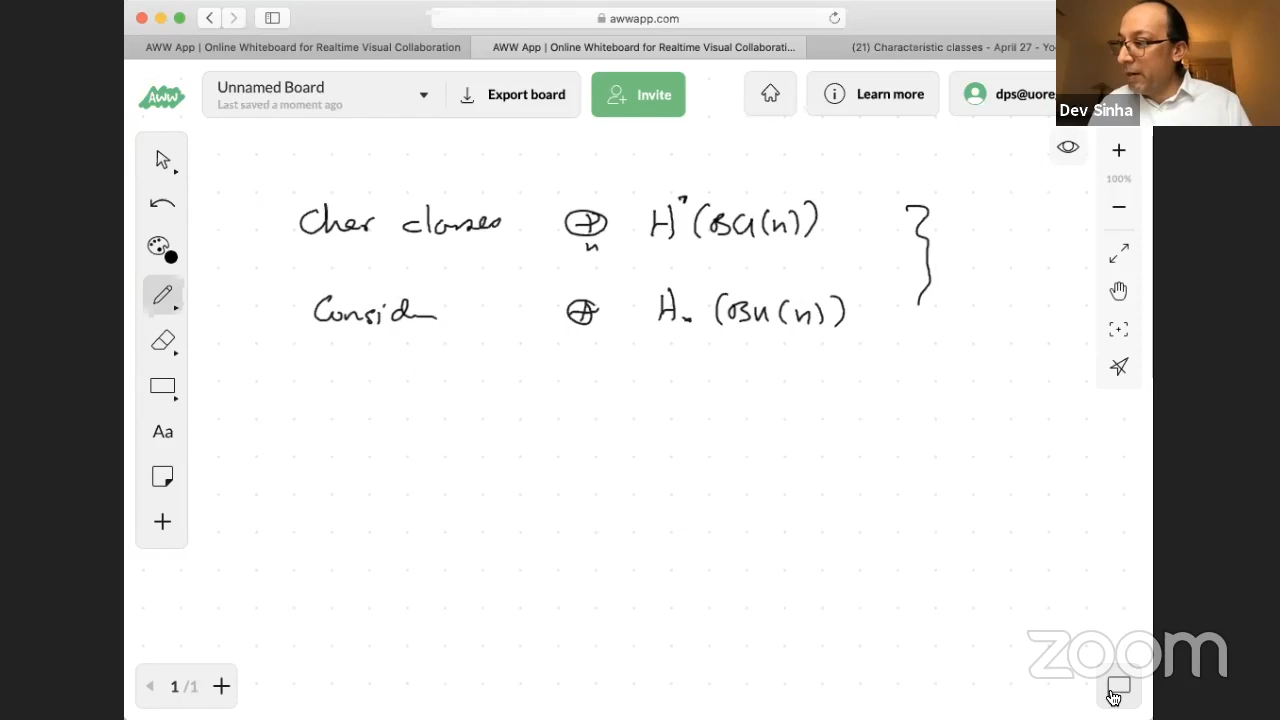 awwapp.com
AWW App | Online Whiteboard for Realtime Visual Collaboration
AWW App | Online Whiteboard for Realtime Visual Collaborati...
(21) Characteristic classes - April 27 - Yo
AWW
Unnamed Board
Last saved a moment ago
Export board
Invite
Learn more
dps@uore
Dev Sinha
100%
Cher classes ⊕ n H* (BU(n))
Consider ⊕ H* (BU(n))
Aa
1 /1
zoom